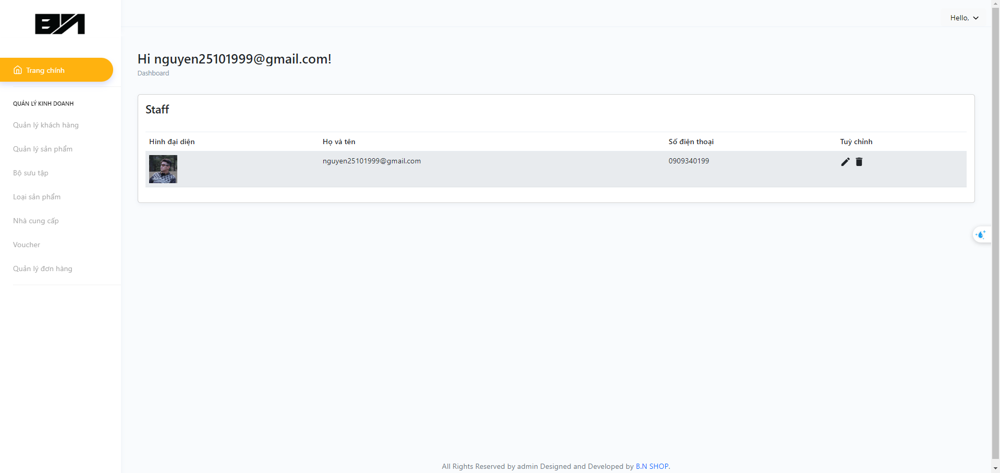 BN
Hello,
Trang chính
Hi nguyen25101999@gmail.com!
Dashboard
QUẢN LÝ KINH DOANH
Quản lý khách hàng
Quản lý sản phẩm
Bộ sưu tập
Loại sản phẩm
Nhà cung cấp
Voucher
Quản lý đơn hàng
Staff
Hình đại diện Họ và tên Số điện thoại Tuỳ chỉnh
nguyen25101999@gmail.com 0909340199
All Rights Reserved by admin Designed and Developed by B.N SHOP.